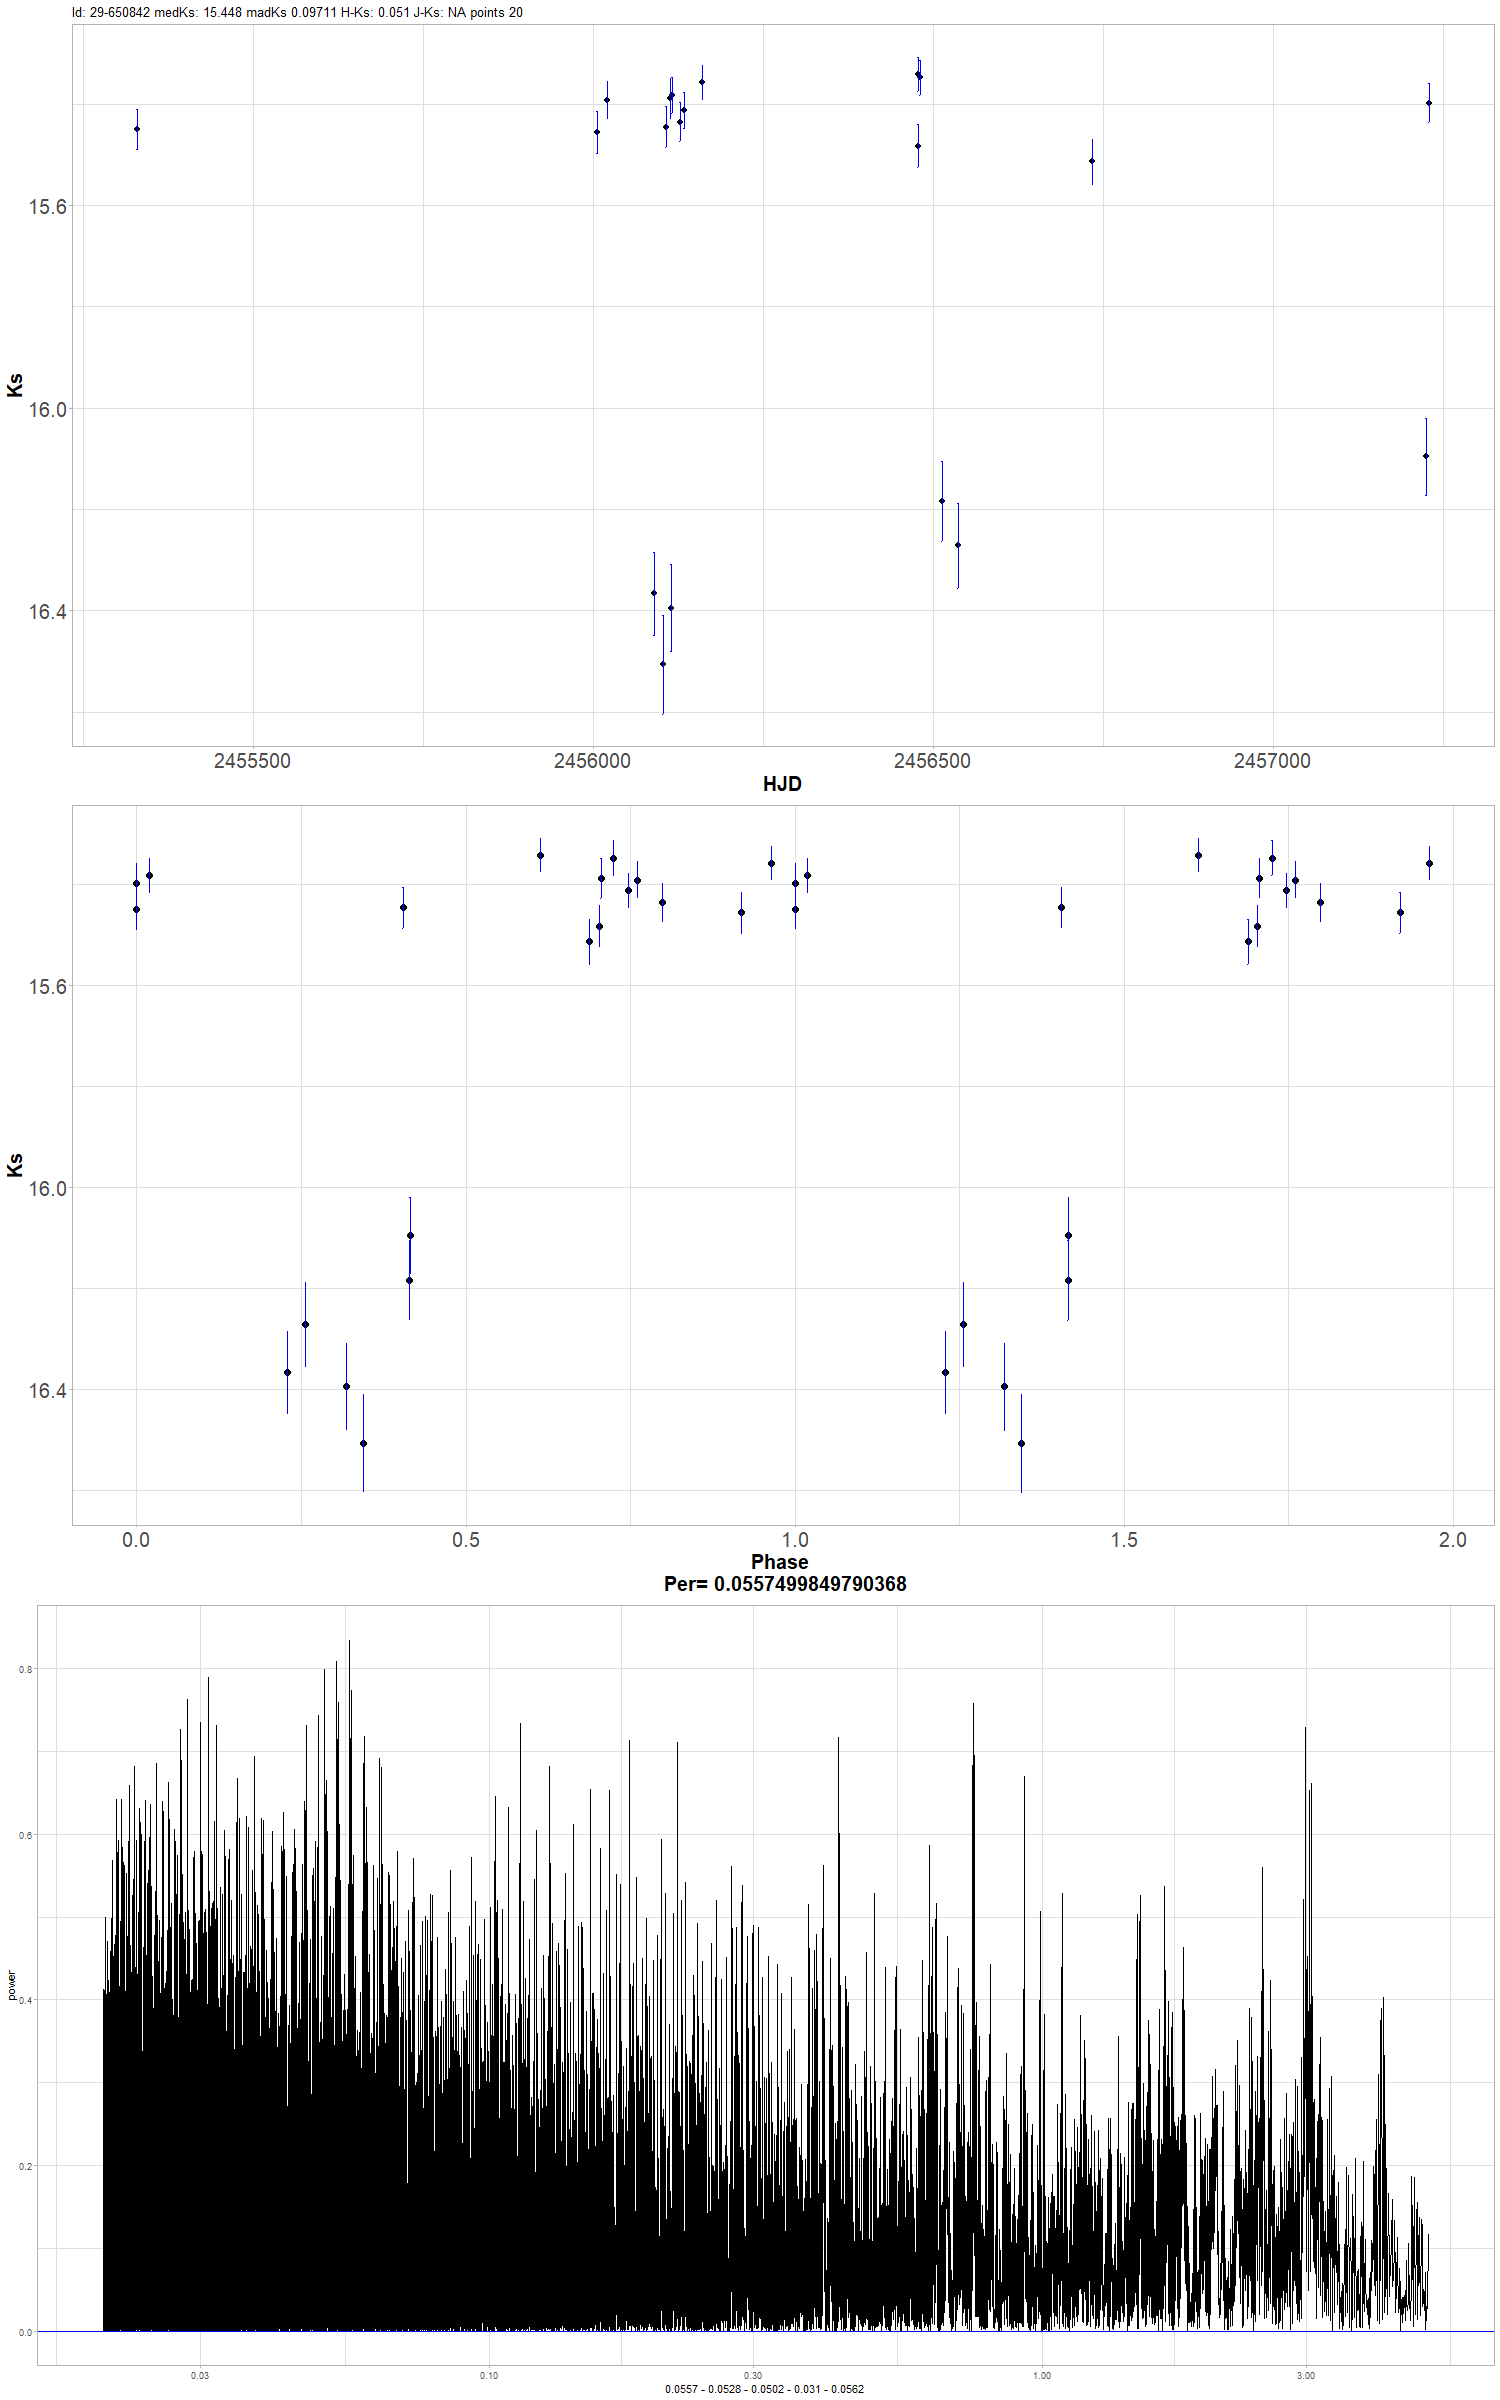 Id: 29-650842 medKs: 15.448 madKs 0.09711 H-Ks: 0.051 J-Ks: NA points 20
15.6
16.0
16.4
Ks
2455500 2456000 2456500 2457000
HJD
15.6
16.0
16.4
Ks
0.0 0.5 1.0 1.5 2.0
Phase
Per= 0.0557499849790368
0.8
0.6
0.4
0.2
0.0
power
0.03 0.10 0.30 1.00 3.00
0.0557 - 0.0528 - 0.0502 - 0.031 - 0.0562